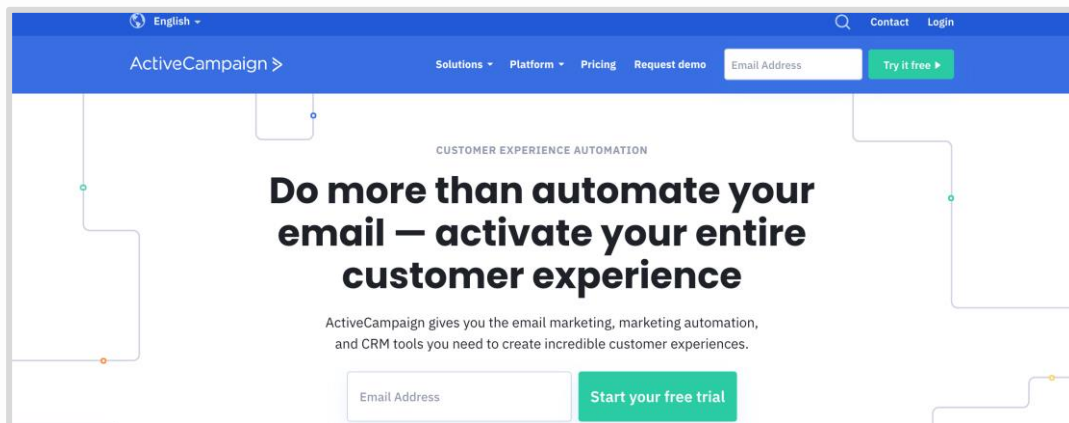 English
Contact Login
ActiveCampaign
Solutions Platform Pricing Request demo Email Address Try it free
CUSTOMER EXPERIENCE AUTOMATION
Do more than automate your
email — activate your entire
customer experience
ActiveCampaign gives you the email marketing, marketing automation,
and CRM tools you need to create incredible customer experiences.
Email Address Start your free trial